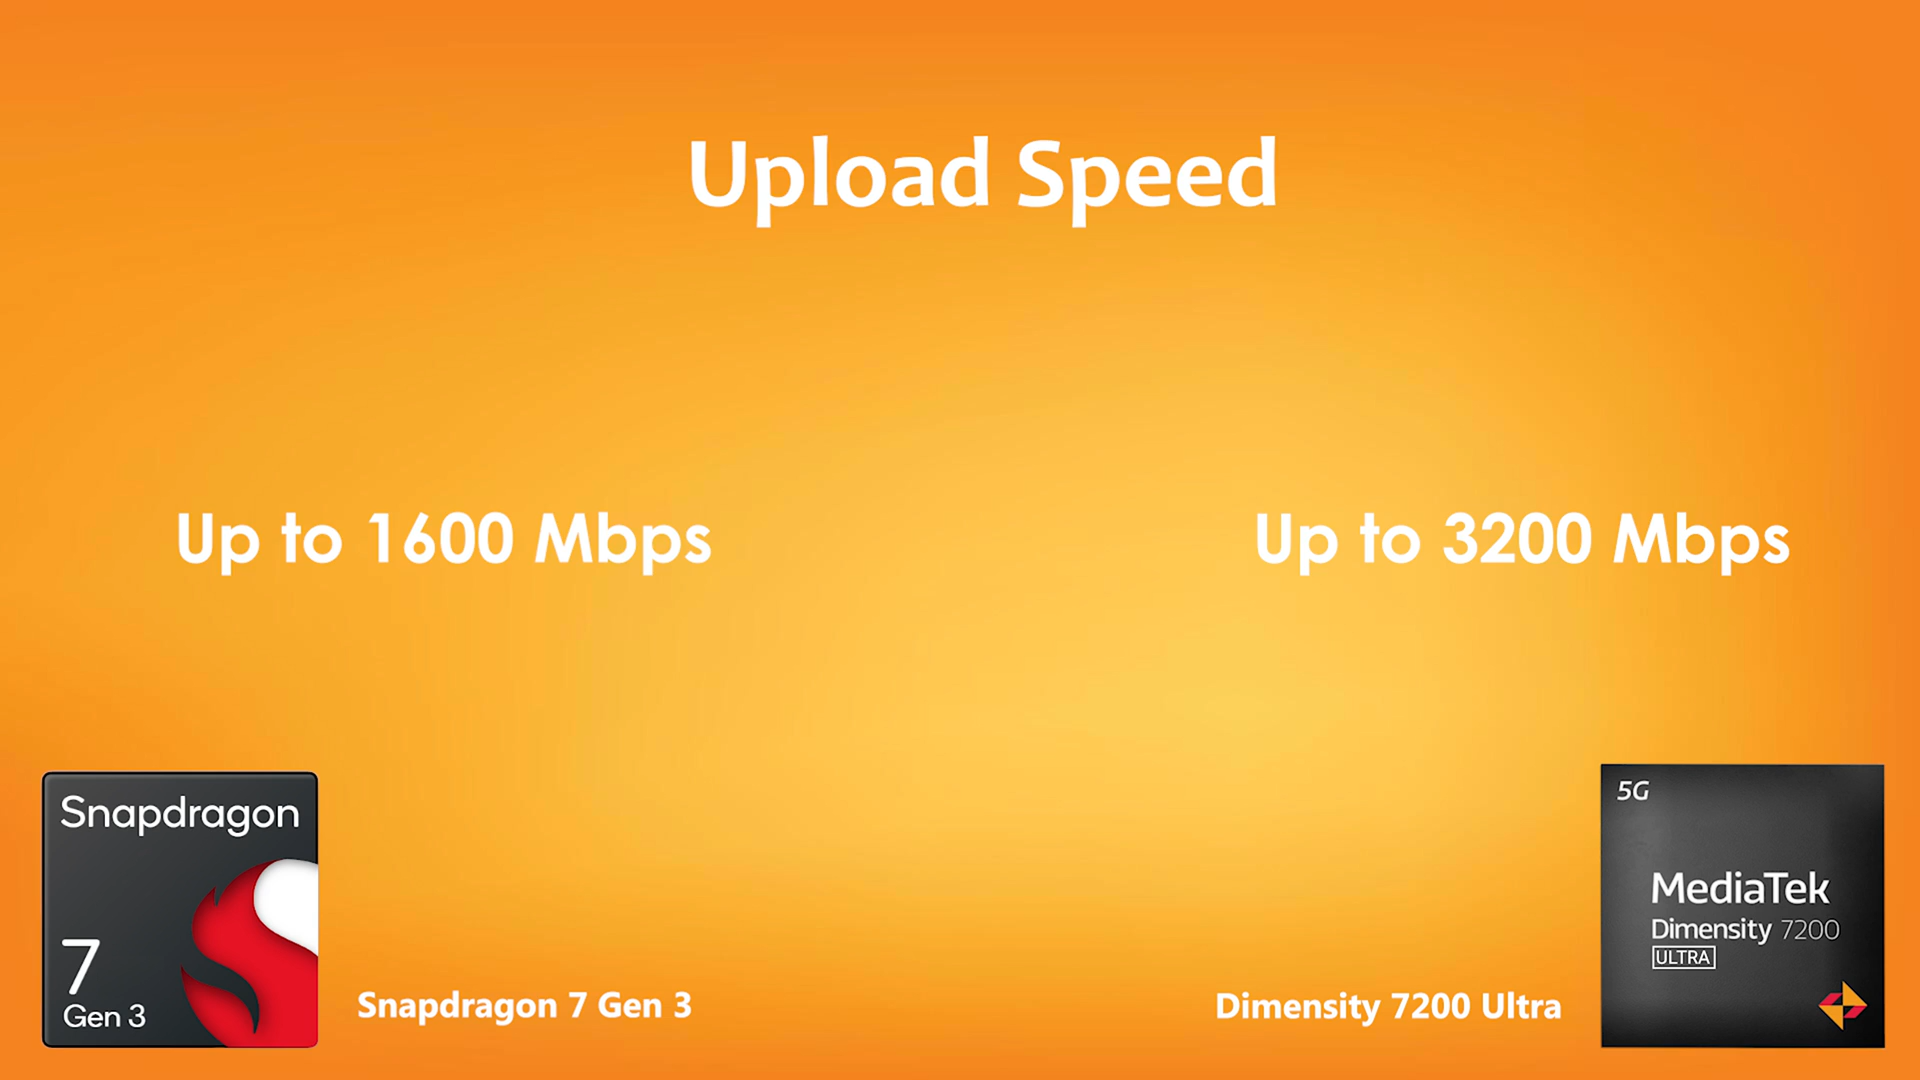 Upload Speed
Up to 1600 Mbps
Up to 3200 Mbps
Snapdragon
7
Gen 3
Snapdragon 7 Gen 3
Dimensity 7200 Ultra
5G
MediaTek
Dimensity 7200
ULTRA